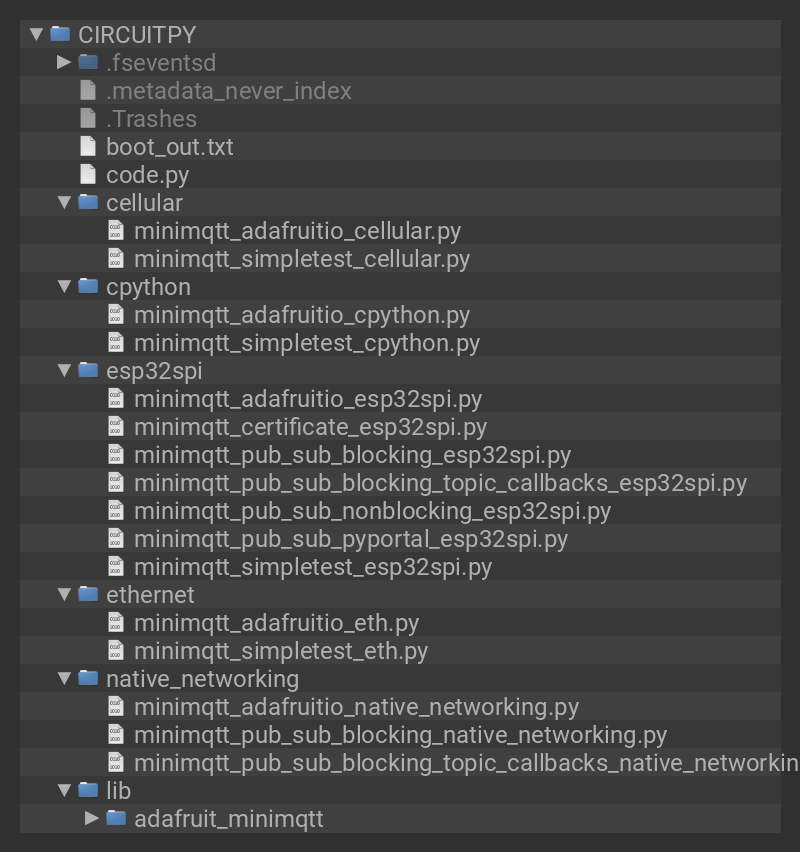 CIRCUITPY
.fseventsd
.metadata_never_index
.Trashes
boot_out.txt
code.py
cellular
minimqtt_adafruitio_cellular.py
minimqtt_simpletest_cellular.py
cpython
minimqtt_adafruitio_cpython.py
minimqtt_simpletest_cpython.py
esp32spi
minimqtt_adafruitio_esp32spi.py
minimqtt_certificate_esp32spi.py
minimqtt_pub_sub_blocking_esp32spi.py
minimqtt_pub_sub_blocking_topic_callbacks_esp32spi.py
minimqtt_pub_sub_nonblocking_esp32spi.py
minimqtt_pub_sub_pyportal_esp32spi.py
minimqtt_simpletest_esp32spi.py
ethernet
minimqtt_adafruitio_eth.py
minimqtt_simpletest_eth.py
native_networking
minimqtt_adafruitio_native_networking.py
minimqtt_pub_sub_blocking_native_networking.py
minimqtt_pub_sub_blocking_topic_callbacks_native_networkin
lib
adafruit_minimqtt